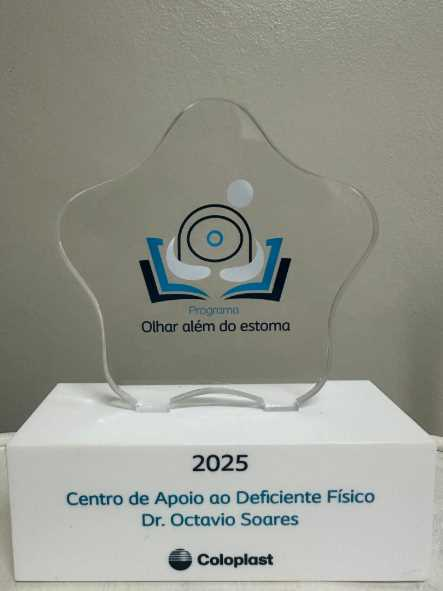 Programa
Olhar além do estoma
2025
Centro de Apoio ao Deficiente Físico
Dr. Octavio Soares
Coloplast